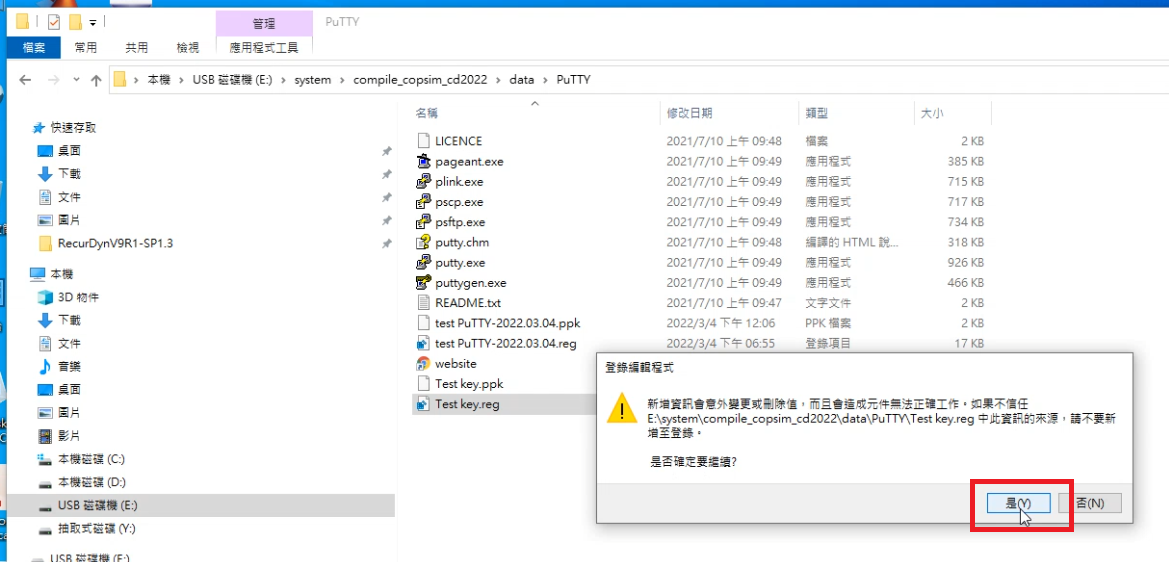 管理
PuTTY
檔案
常用
共用
檢視
應用程式工具
本機 › USB 磁碟機 (E:) › system › compile_copsim_cd2022 › data › PuTTY
名稱
修改日期
類型
大小
快速存取
桌面
下載
文件
圖片
RecurDynV9R1-SP1.3
本機
3D 物件
下載
文件
音樂
桌面
圖片
影片
本機磁碟 (C:)
本機磁碟 (D:)
USB 磁碟機 (E:)
抽取式磁碟 (Y:)
USB 磁碟機 (E:)
LICENCE 2021/7/10 上午 09:48 檔案 2 KB
pageant.exe 2021/7/10 上午 09:49 應用程式 385 KB
plink.exe 2021/7/10 上午 09:49 應用程式 715 KB
pscp.exe 2021/7/10 上午 09:49 應用程式 717 KB
psftp.exe 2021/7/10 上午 09:49 應用程式 734 KB
putty.chm 2021/7/10 上午 09:48 編譯的 HTML 說... 318 KB
putty.exe 2021/7/10 上午 09:49 應用程式 926 KB
puttygen.exe 2021/7/10 上午 09:49 應用程式 466 KB
README.txt 2021/7/10 上午 09:47 文字文件 2 KB
test PuTTY-2022.03.04.ppk 2022/3/4 下午 12:06 PPK 檔案 2 KB
test PuTTY-2022.03.04.reg 2022/3/4 下午 06:55 登錄項目 17 KB
website
Test key.ppk
Test key.reg
登錄編輯程式
新增資訊會意外變更或刪除值，而且會造成元件無法正確工作。如果不信任
E:\system\compile_copsim_cd2022\data\PuTTY\Test key.reg 中此資訊的來源，請不要新
增至登錄。
是否確定要繼續?
是(Y)
否(N)